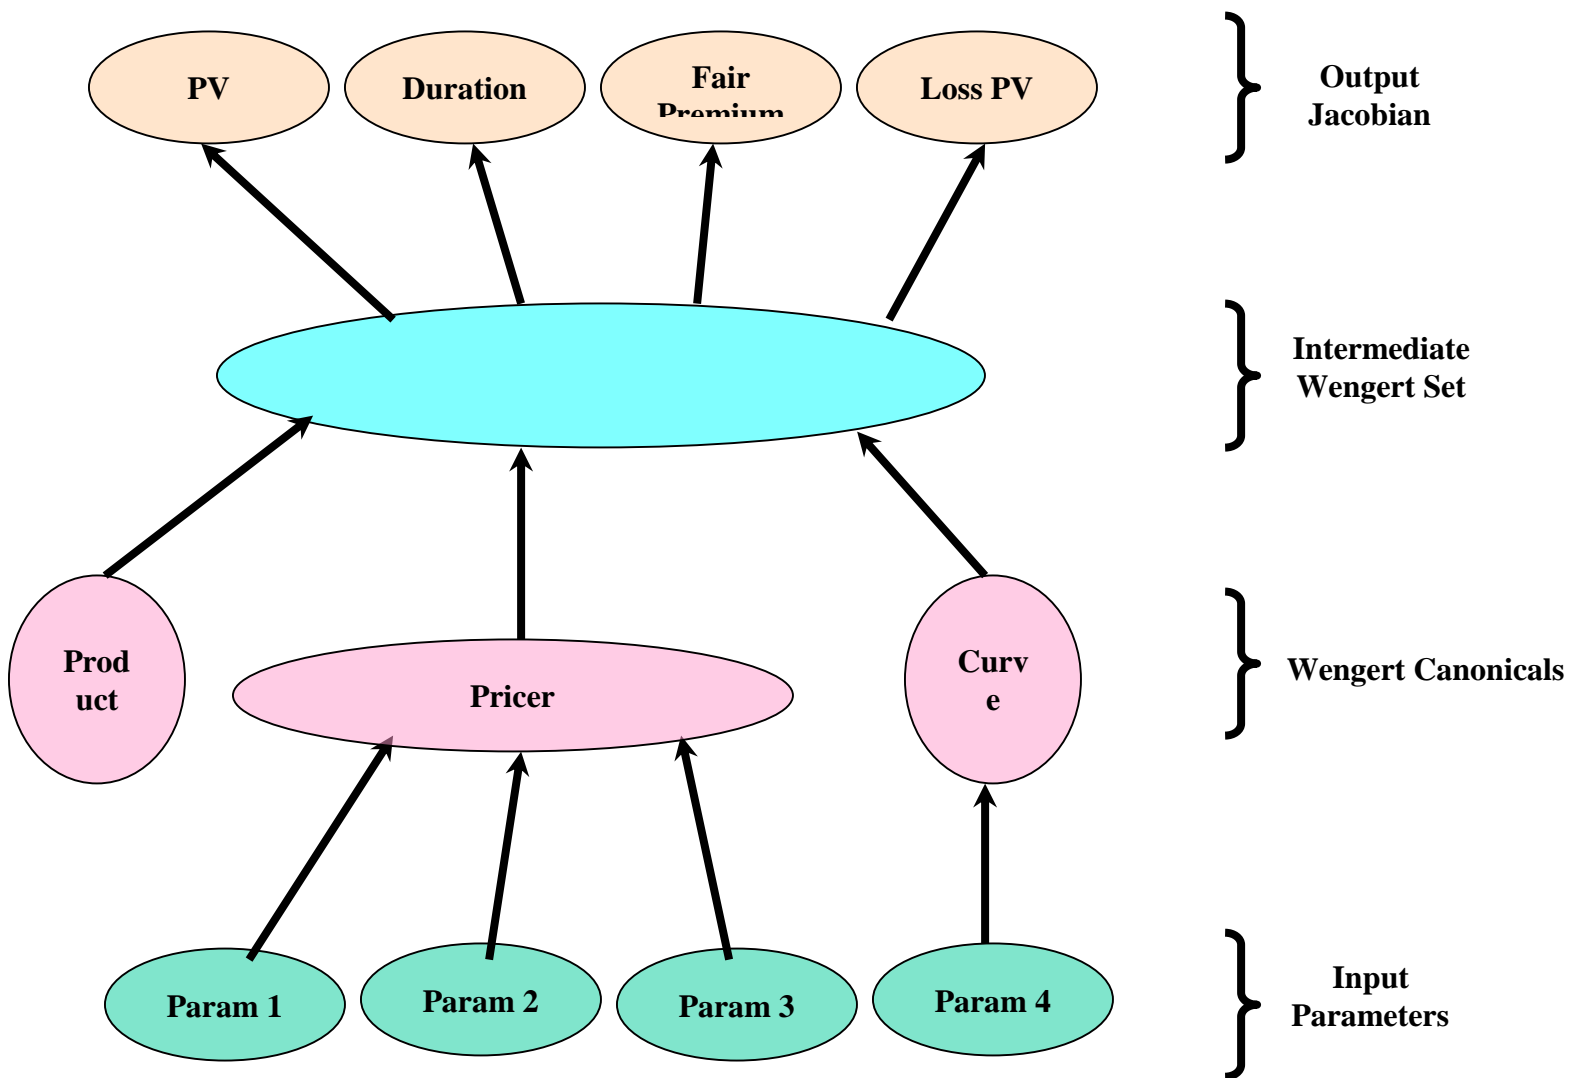 PV
Duration
Fair
Premium
Loss PV
Output
Jacobian
Intermediate
Wengert Set
Prod
uct
Pricer
Curv
e
Wengert Canonicals
Param 1
Param 2
Param 3
Param 4
Input
Parameters